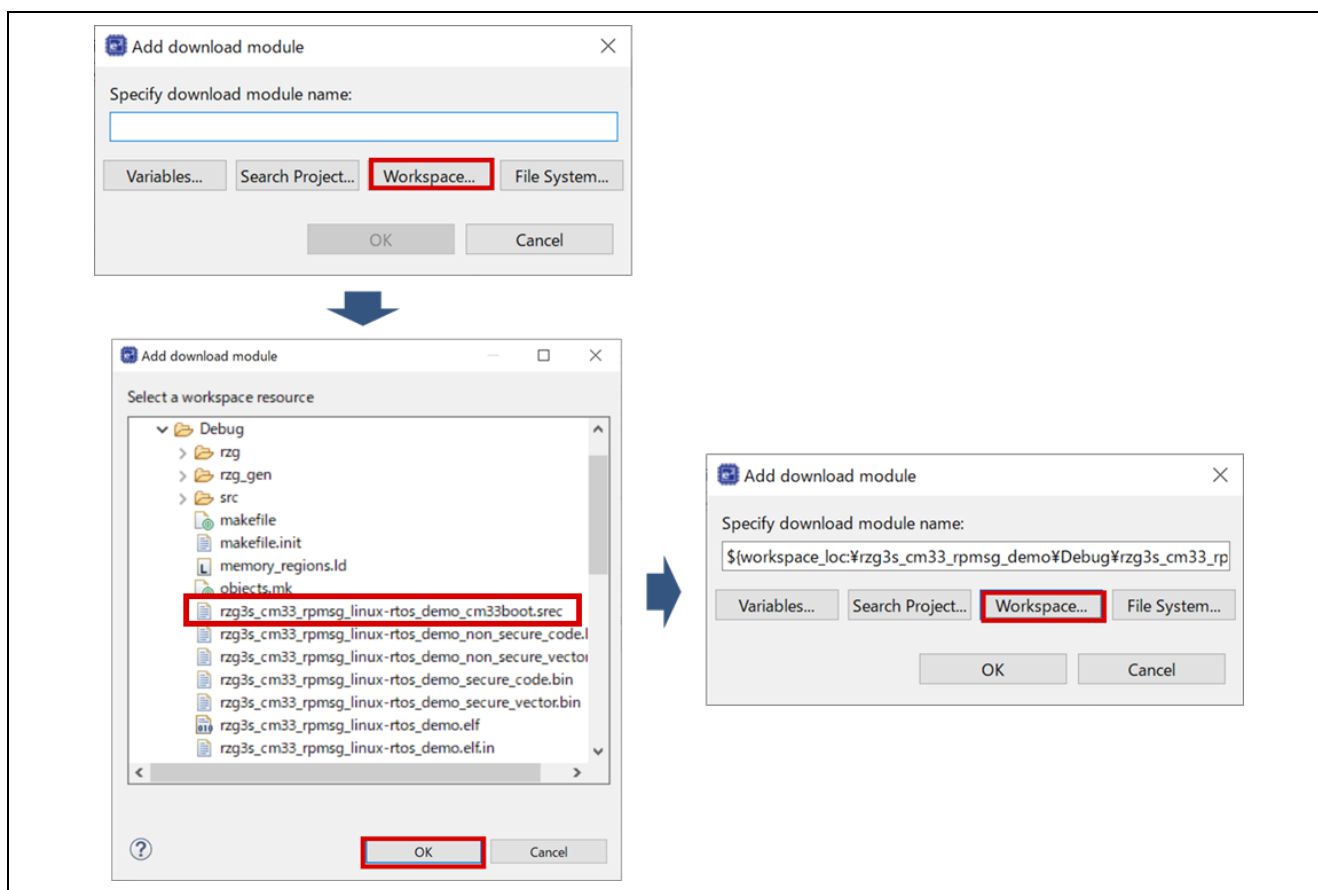 Add download module
Specify download module name:
Variables... Search Project... Workspace... File System...
OK Cancel
Add download module
Select a workspace resource
Debug
rzg
rzg_gen
src
makefile
makefile.init
memory_regions.ld
objects.mk
rzg3s_cm33_rpmsg_linux-rtos_demo_cm33boot.srec
rzg3s_cm33_rpmsg_linux-rtos_demo_non_secure_code.l
rzg3s_cm33_rpmsg_linux-rtos_demo_non_secure_vector
rzg3s_cm33_rpmsg_linux-rtos_demo_secure_code.bin
rzg3s_cm33_rpmsg_linux-rtos_demo_secure_vector.bin
rzg3s_cm33_rpmsg_linux-rtos_demo.elf
rzg3s_cm33_rpmsg_linux-rtos_demo.elf.in
OK Cancel
Add download module
Specify download module name:
${workspace_loc:¥rzg3s_cm33_rpmsg_demo¥Debug¥rzg3s_cm33_rp
Variables... Search Project... Workspace... File System...
OK Cancel